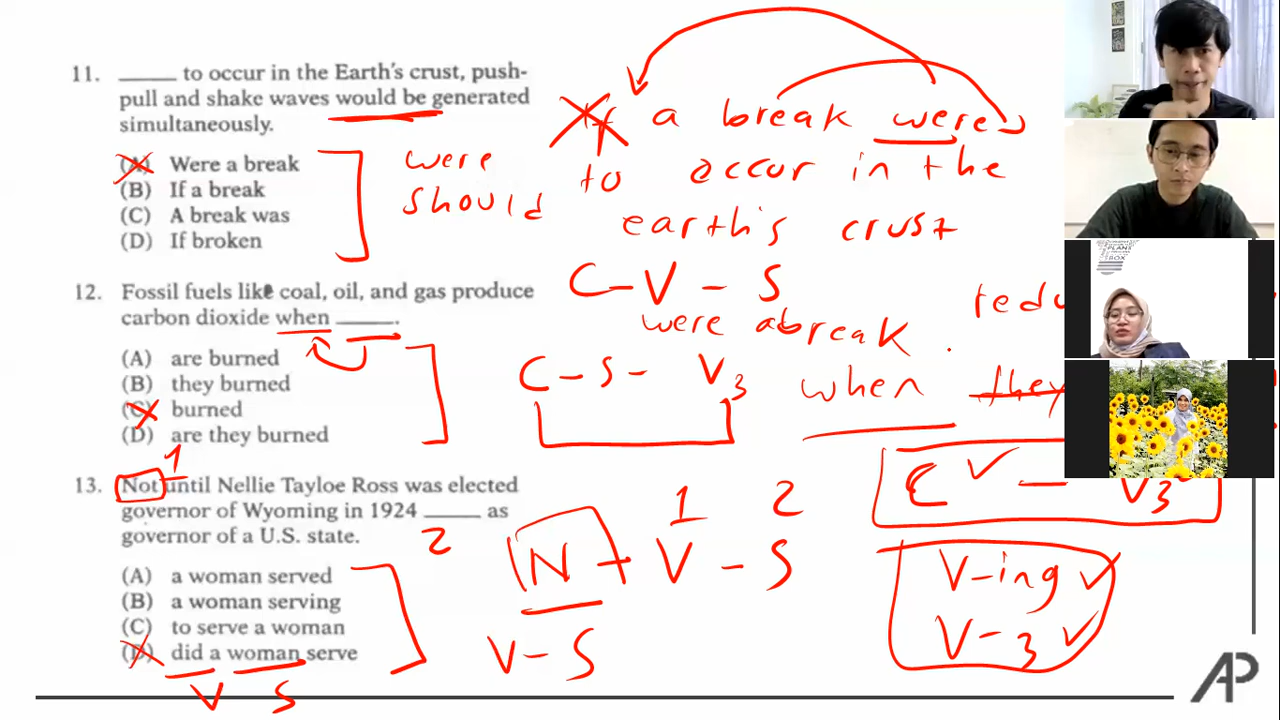 11. ____ to occur in the Earth's crust, push-
pull and shake waves would be generated
simultaneously.
(A) Were a break
(B) If a break
(C) A break was
(D) If broken
were
should
If a break were
to occur in the
earth's crust
C-V-S
were a break
12. Fossil fuels like coal, oil, and gas produce
carbon dioxide when ____.
(A) are burned
(B) they burned
(C) burned
(D) are they burned
C-S-V3
when they
C - V3
1
13. Not until Nellie Tayloe Ross was elected
governor of Wyoming in 1924 ____ as
governor of a U.S. state.
2
(A) a woman served
(B) a woman serving
(C) to serve a woman
(D) did a woman serve
V S
1 2
N + V - S
V-S
V-ing
V-3
AP